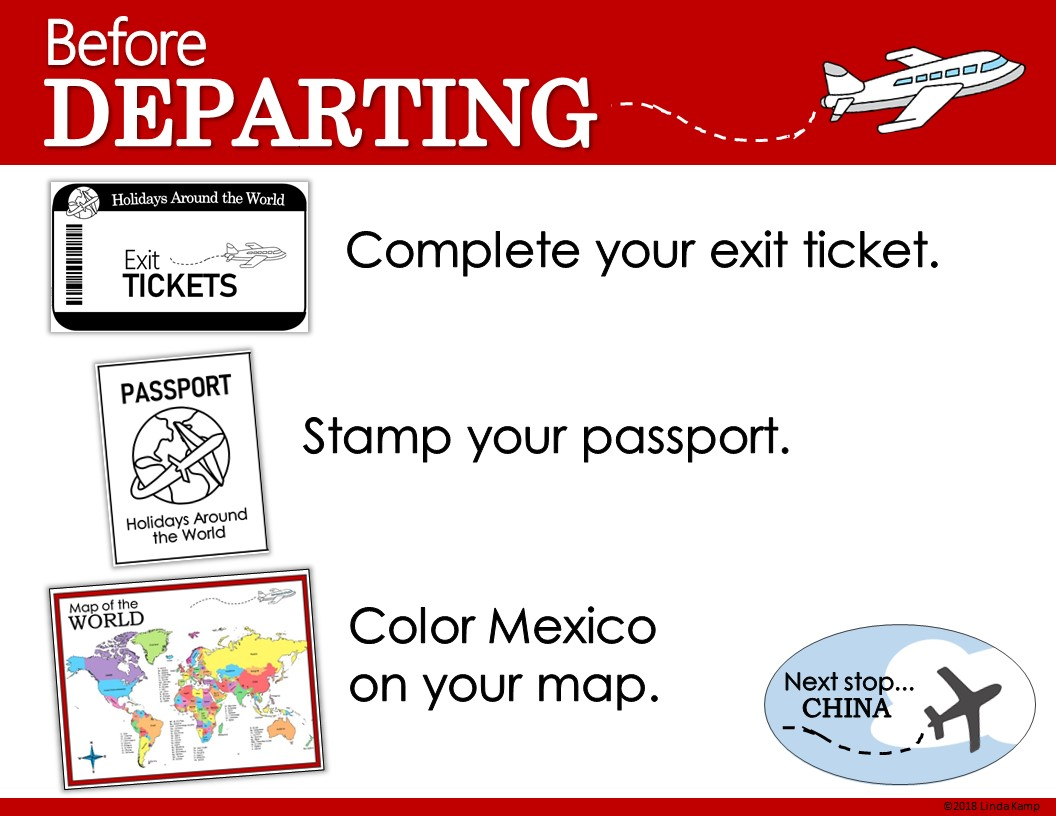 Before
DEPARTING
Holidays Around the World
Exit
TICKETS
Complete your exit ticket.
PASSPORT
Holidays Around
the World
Stamp your passport.
Map of the
WORLD
Color Mexico
on your map.
Next stop...
CHINA
©2018 Linda Kamp